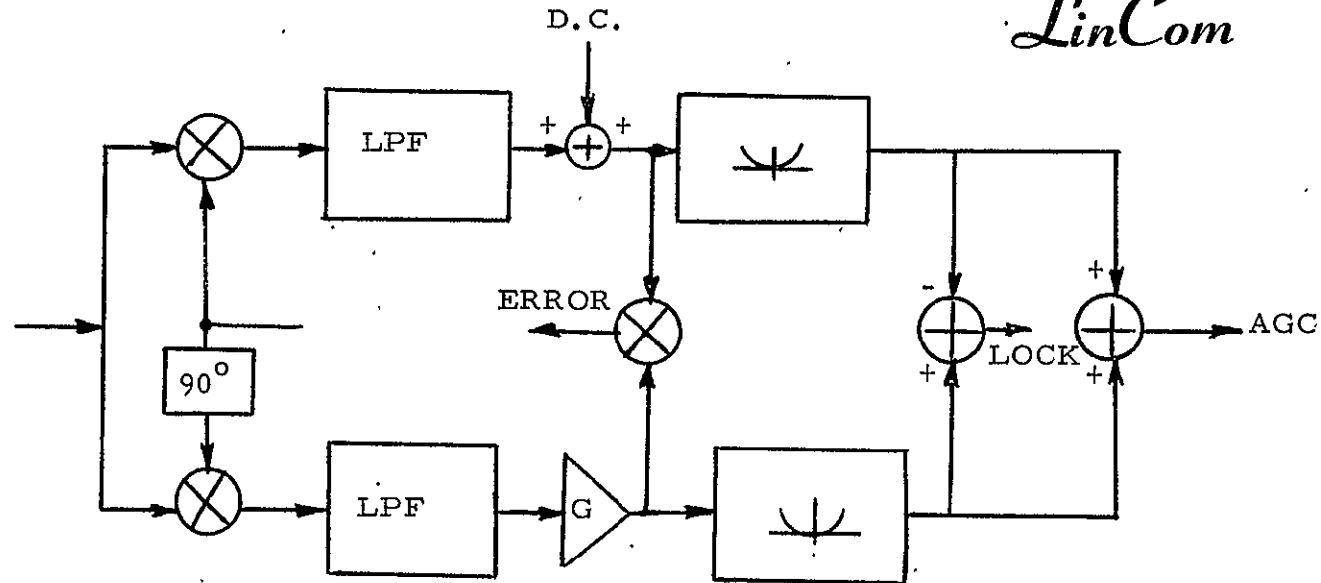 D.C.
LinCom
LPF
+
+
ERROR
-
+
LOCK
+
+
AGC
90°
LPF
G